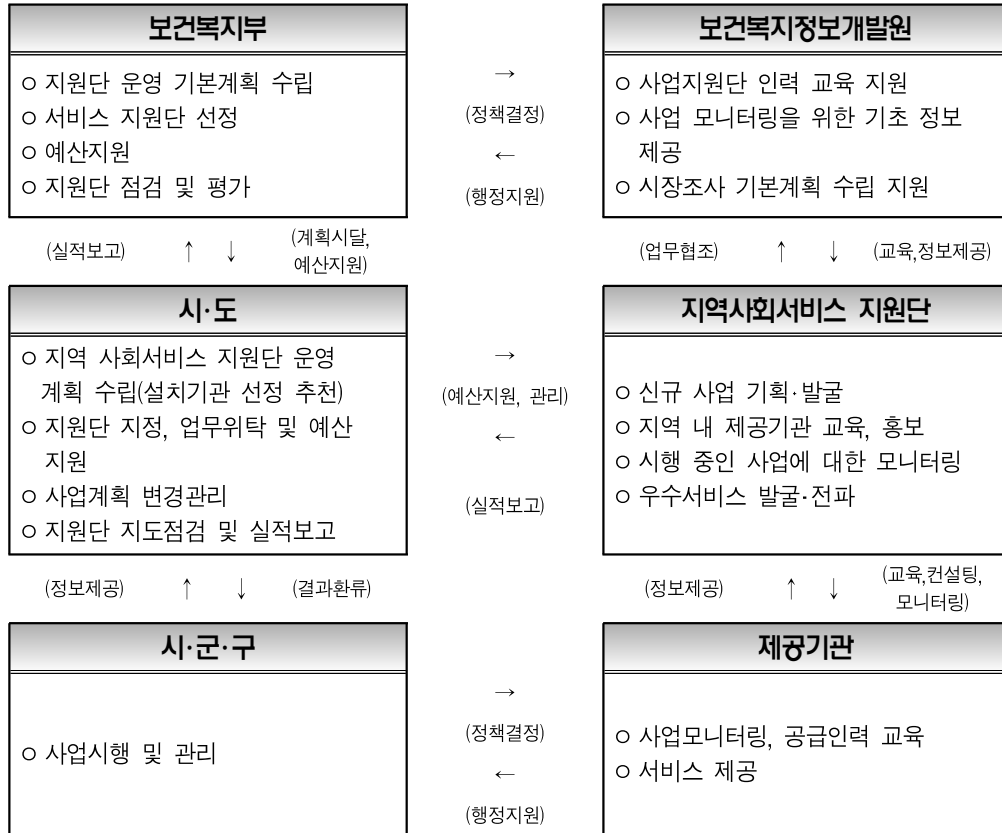 보건복지부
ㅇ 지원단 운영 기본계획 수립
ㅇ 서비스 지원단 선정
ㅇ 예산지원
ㅇ 지원단 점검 및 평가
→
(정책결정)
←
(행정지원)
보건복지정보개발원
ㅇ 사업지원단 인력 교육 지원
ㅇ 사업 모니터링을 위한 기초 정보
제공
ㅇ 시장조사 기본계획 수립 지원
(실적보고) ↑ ↓ (계획시달,
예산지원)
(업무협조) ↑ ↓ (교육,정보제공)
시·도
ㅇ 지역 사회서비스 지원단 운영
계획 수립(설치기관 선정 추천)
ㅇ 지원단 지정, 업무위탁 및 예산
지원
ㅇ 사업계획 변경관리
ㅇ 지원단 지도점검 및 실적보고
→
(예산지원, 관리)
←
(실적보고)
지역사회서비스 지원단
ㅇ 신규 사업 기획·발굴
ㅇ 지역 내 제공기관 교육, 홍보
ㅇ 시행 중인 사업에 대한 모니터링
ㅇ 우수서비스 발굴·전파
(정보제공) ↑ ↓ (결과환류)
(정보제공) ↑ ↓ (교육,컨설팅,
모니터링)
시·군·구
ㅇ 사업시행 및 관리
→
(정책결정)
←
(행정지원)
제공기관
ㅇ 사업모니터링, 공급인력 교육
ㅇ 서비스 제공